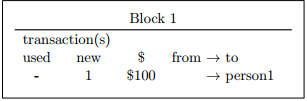 Block 1
transaction(s)
used new $ from → to
- 1 $100 → person1